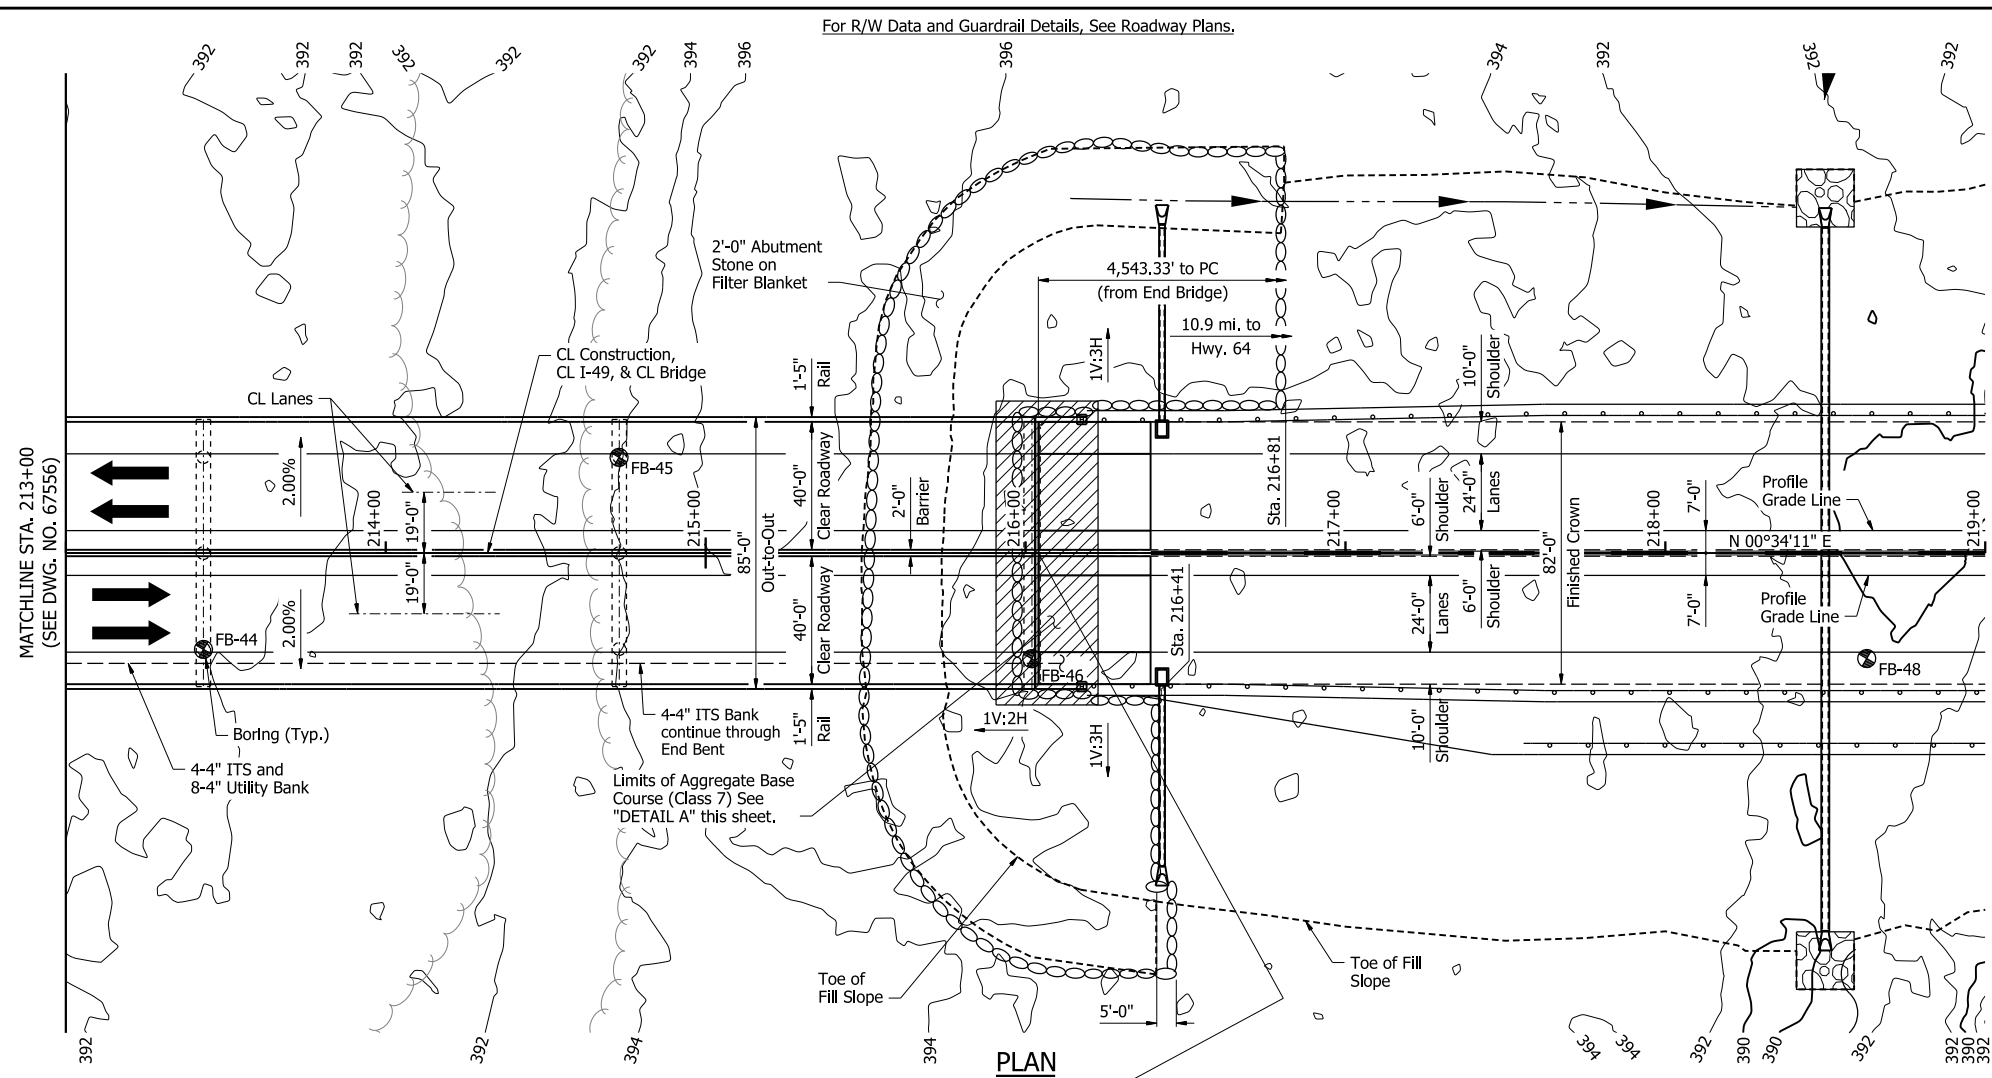 For R/W Data and Guardrail Details, See Roadway Plans.
392
392
392
392
392
392
394
396
396
394
392
392
392
2'-0" Abutment
Stone on
Filter Blanket
4,543.33' to PC
(from End Bridge)
10.9 mi. to
Hwy. 64
1V:3H
CL Construction,
CL I-49, & CL Bridge
CL Lanes
1'-5"
Rail
10'-0"
Shoulder
MATCHLINE STA. 213+00
(SEE DWG. NO. 67556)
2.00%
2.00%
FB-45
FB-44
214+00
19'-0"
19'-0"
215+00
85'-0"
Out-to-Out
40'-0"
Clear Roadway
40'-0"
Clear Roadway
2'-0"
Barrier
216+00
Sta. 216+81
Sta. 216+41
217+00
6'-0"
Shoulder
24'-0"
Lanes
24'-0"
Lanes
6'-0"
Shoulder
82'-0"
Finished Crown
218+00
7'-0"
7'-0"
Profile
Grade Line
N 00°34'11" E
219+00
Profile
Grade Line
FB-46
FB-48
Boring (Typ.)
4-4" ITS and
8-4" Utility Bank
4-4" ITS Bank
continue through
End Bent
1'-5"
Rail
1V:2H
1V:3H
10'-0"
Shoulder
Limits of Aggregate Base
Course (Class 7) See
"DETAIL A" this sheet.
Toe of
Fill Slope
Toe of Fill
Slope
5'-0"
392
392
394
394
394
394
392
390
390
392
392
390
392
PLAN